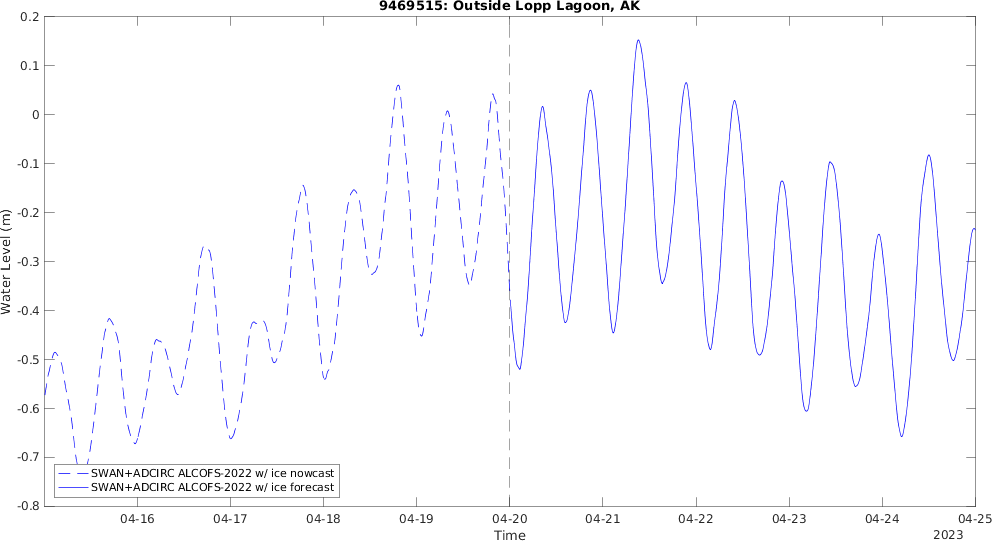 9469515: Outside Lopp Lagoon, AK
Water Level (m)
0.2
0.1
0
-0.1
-0.2
-0.3
-0.4
-0.5
-0.6
-0.7
-0.8
SWAN+ADCIRC ALCOFS-2022 w/ ice nowcast
SWAN+ADCIRC ALCOFS-2022 w/ ice forecast
04-16 04-17 04-18 04-19 04-20 04-21 04-22 04-23 04-24 04-25
Time
2023